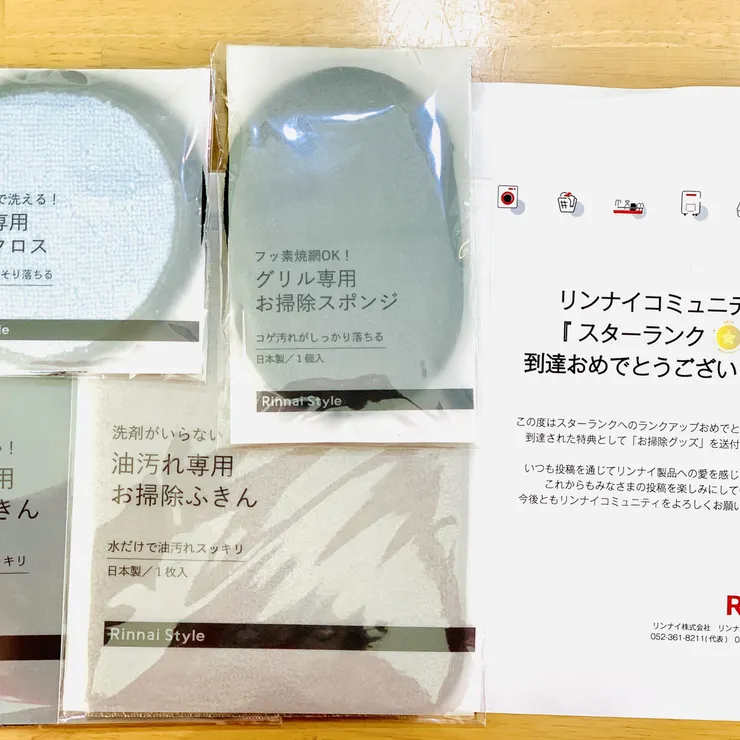 で洗える！
専用
クロス
そり落ちる
フッ素焼網OK！
グリル専用
お掃除スポンジ
コゲ汚れがしっかり落ちる
日本製／1個入
Rinnai Style
洗剤がいらない
油汚れ専用
お掃除ふきん
水だけで油汚れスッキリ
日本製／1枚入
Rinnai Style
！
用
きん
キリ
リンナイコミュニテ
『スターランク
到達おめでとうござい
この度はスターランクへのランクアップおめでと
到達された特典として「お掃除グッズ」を送付
いつも投稿を通じてリンナイ製品への愛を感じ
これからもみなさまの投稿を楽しみにして
今後ともリンナイコミュニティをよろしくお願い
R
リンナイ株式会社 リンナ
052-361-8211(代表) 0